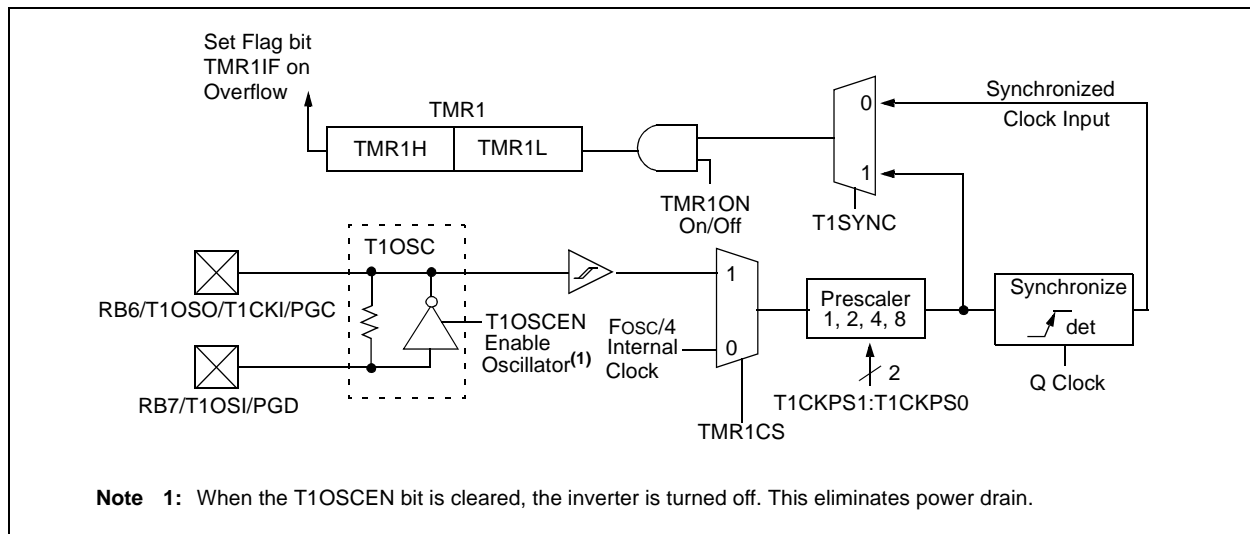 Set Flag bit
TMR1IF on
Overflow
TMR1
TMR1H
TMR1L
TMR1ON
On/Off
0
1
T1SYNC
Synchronized
Clock Input
T1OSC
RB6/T1OSO/T1CKI/PGC
RB7/T1OSI/PGD
T1OSCEN
Enable
Oscillator(1)
FOSC/4
Internal
Clock
1
0
TMR1CS
Prescaler
1, 2, 4, 8
2
T1CKPS1:T1CKPS0
Synchronize
det
Q Clock
Note 1: When the T1OSCEN bit is cleared, the inverter is turned off. This eliminates power drain.